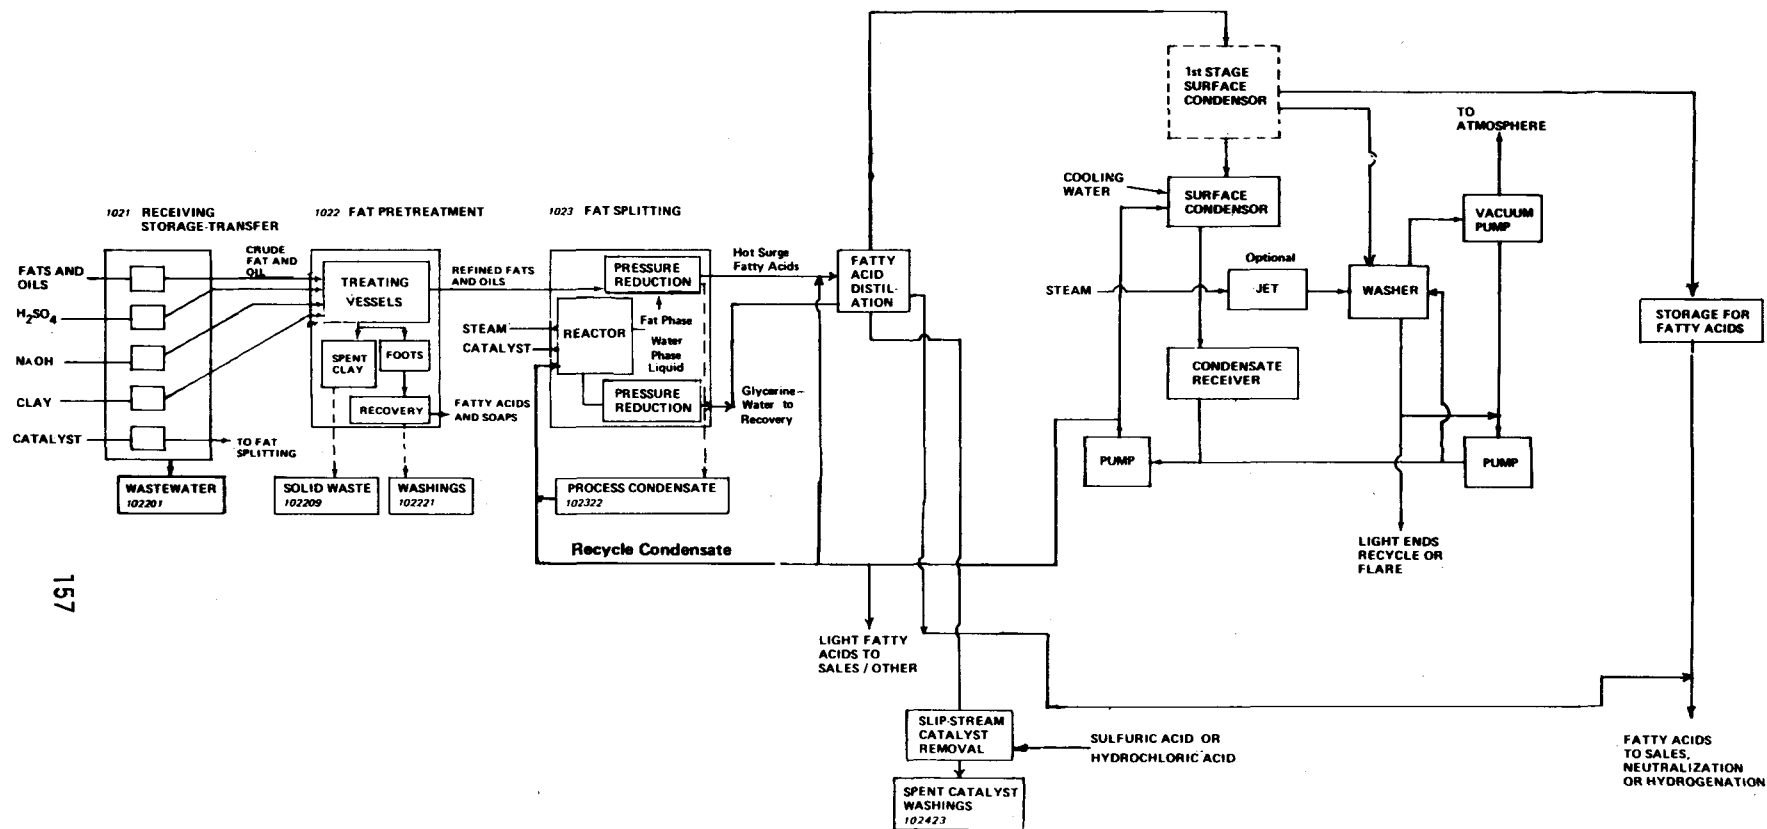 1021 RECEIVING
STORAGE-TRANSFER
FATS AND
OILS
H2SO4
NaOH
CLAY
CATALYST
CRUDE
FAT AND
OIL
TO FAT
SPLITTING
WASTEWATER
102201
1022 FAT PRETREATMENT
TREATING
VESSELS
SPENT
CLAY
FOOTS
RECOVERY
FATTY ACIDS
AND SOAPS
SOLID WASTE
102209
WASHINGS
102221
REFINED FATS
AND OILS
1023 FAT SPLITTING
PRESSURE
REDUCTION
STEAM
CATALYST
REACTOR
Fat Phase
Water
Phase
Liquid
PRESSURE
REDUCTION
PROCESS CONDENSATE
102322
Recycle Condensate
Hot Surge
Fatty Acids
Glycerine-
Water to
Recovery
FATTY
ACID
DISTIL-
ATION
LIGHT FATTY
ACIDS TO
SALES / OTHER
SLIP-STREAM
CATALYST
REMOVAL
SULFURIC ACID OR
HYDROCHLORIC ACID
SPENT CATALYST
WASHINGS
102423
1st STAGE
SURFACE
CONDENSOR
COOLING
WATER
SURFACE
CONDENSOR
STEAM
Optional
JET
WASHER
TO
ATMOSPHERE
VACUUM
PUMP
CONDENSATE
RECEIVER
PUMP
PUMP
LIGHT ENDS
RECYCLE OR
FLARE
STORAGE FOR
FATTY ACIDS
FATTY ACIDS
TO SALES,
NEUTRALIZATION
OR HYDROGENATION
157